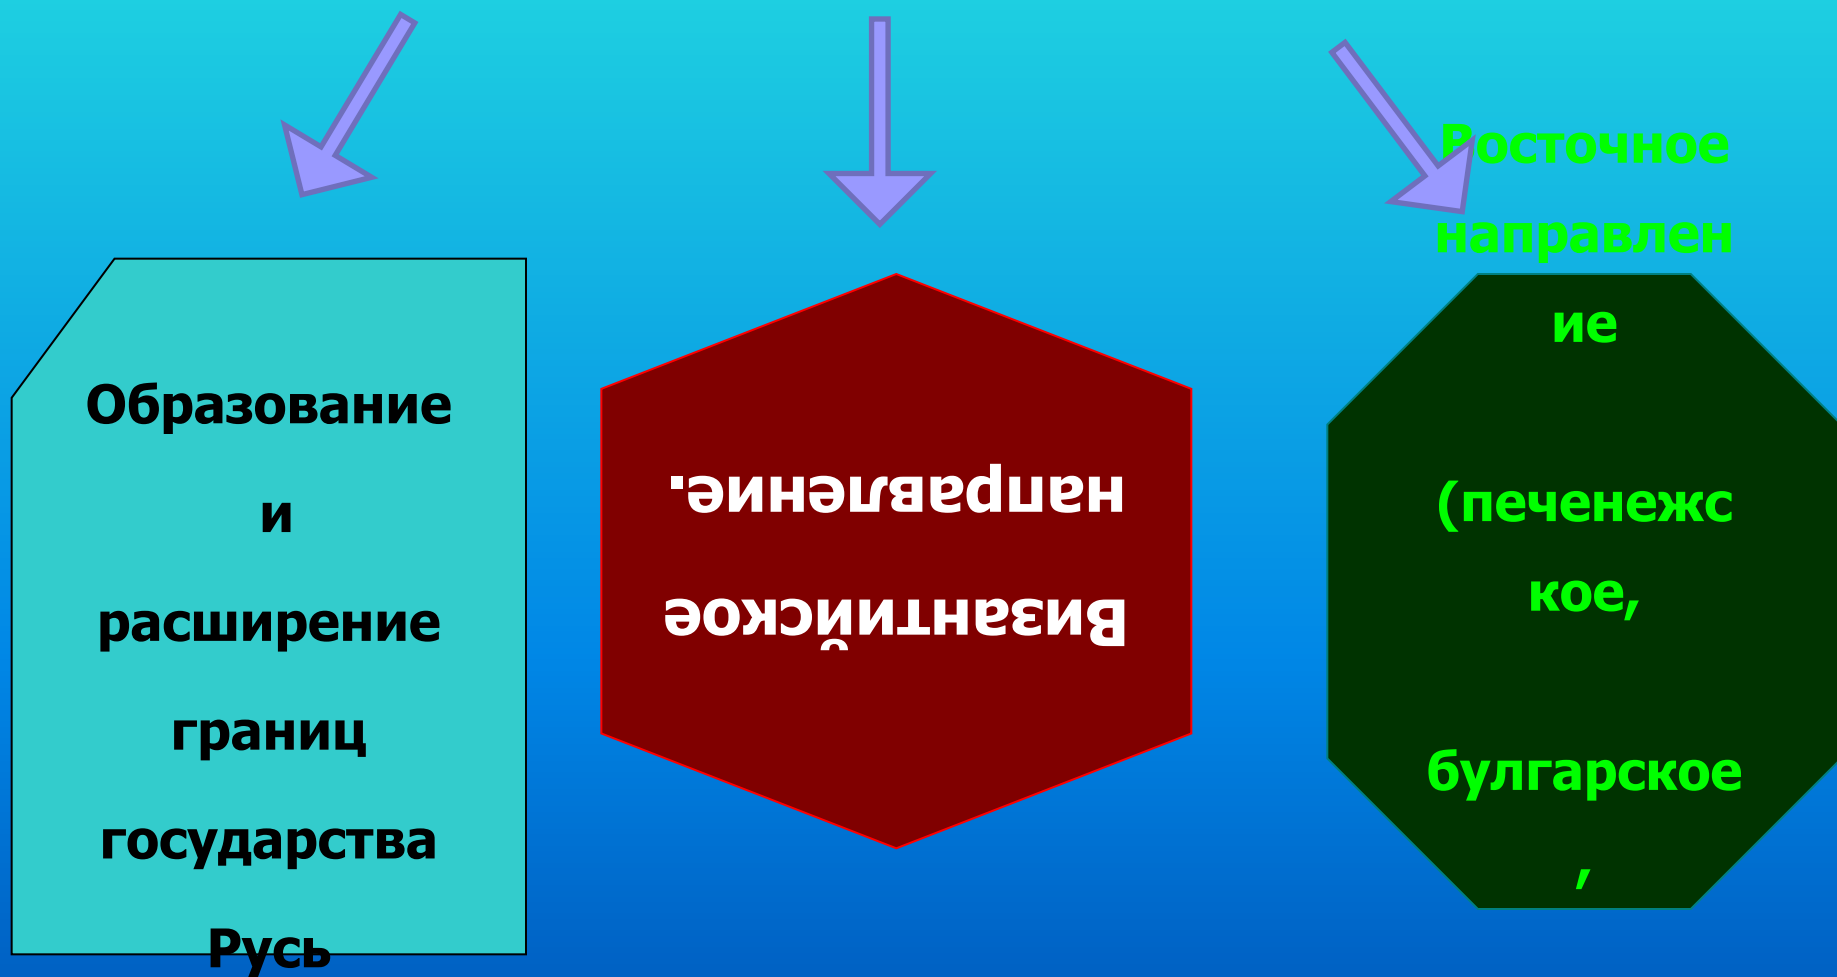 Образование
и
расширение
границ
государства
Русь
Византийское
направление.
Восточное
направлен
ие
(печенежс
кое,
булгарское
,